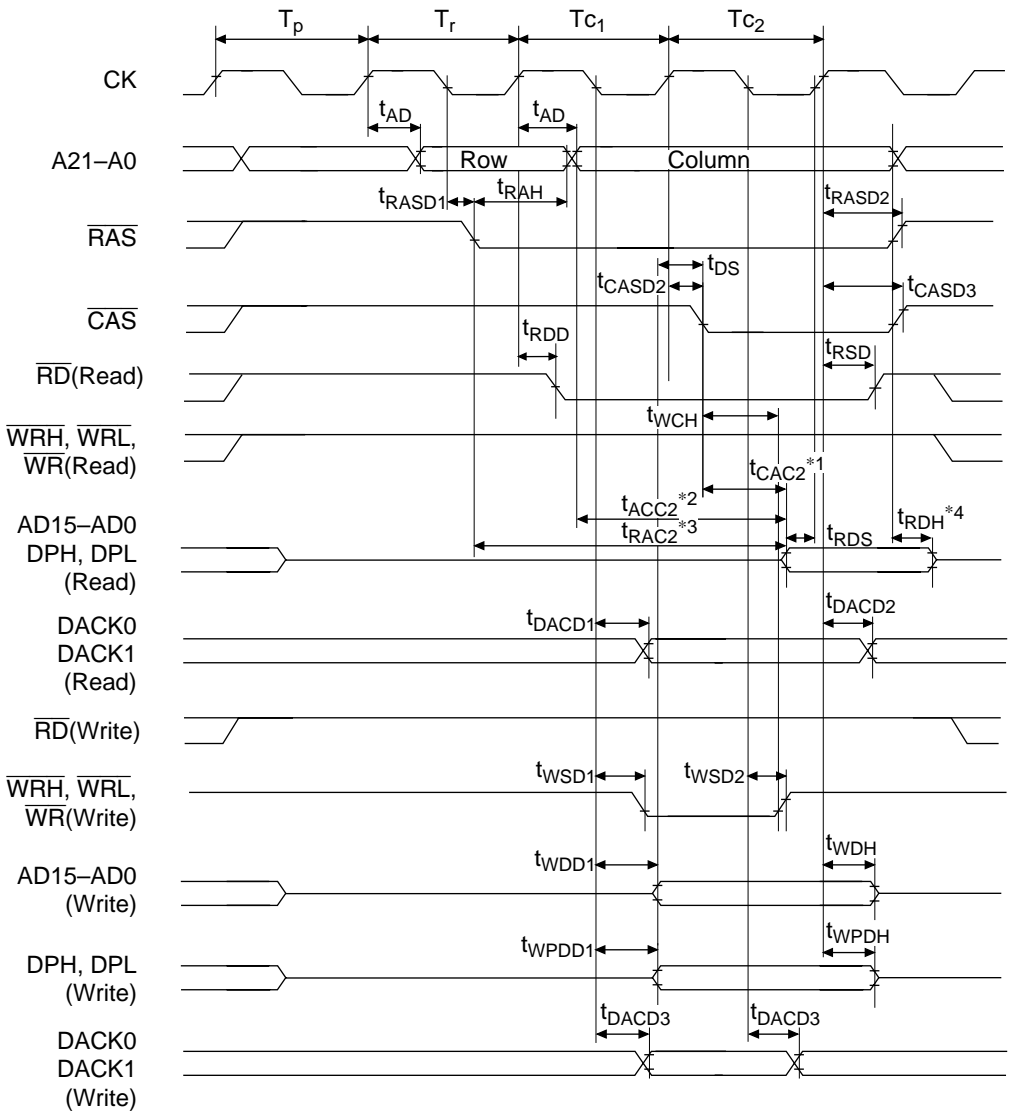 Tp Tr Tc1 Tc2
CK
tAD tAD
A21–A0 Row Column
tRASD1 tRAH tRASD2
RAS
tDS
tCASD2 tCASD3
CAS
tRDD tRSD
RD(Read)
tWCH
WRH, WRL,
WR(Read)
tCAC2*1
tACC2*2
AD15–AD0
tRAC2*3 tRDS tRDH*4
DPH, DPL
(Read)
tDACD1 tDACD2
DACK0
DACK1
(Read)
RD(Write)
tWSD1 tWSD2
WRH, WRL,
WR(Write)
tWDD1 tWDH
AD15–AD0
(Write)
tWPDD1 tWPDH
DPH, DPL
(Write)
tDACD3 tDACD3
DACK0
DACK1
(Write)